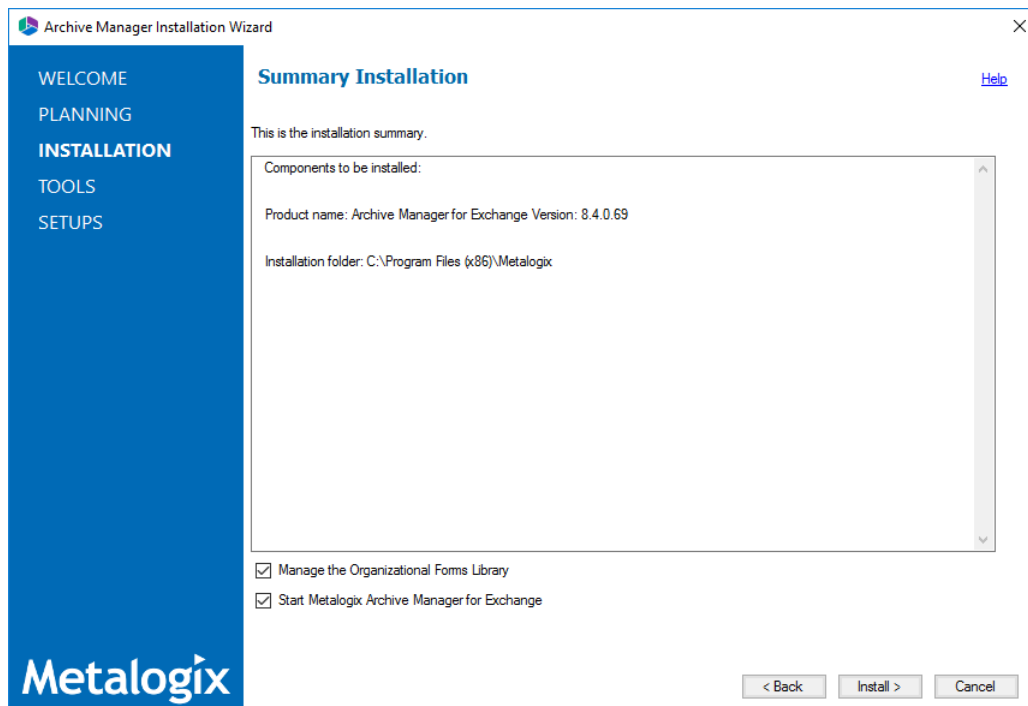 Archive Manager Installation Wizard
WELCOME
PLANNING
INSTALLATION
TOOLS
SETUPS
Summary Installation
Help
This is the installation summary.
Components to be installed:
Product name: Archive Manager for Exchange Version: 8.4.0.69
Installation folder: C:\Program Files (x86)\Metalogix
Manage the Organizational Forms Library
Start Metalogix Archive Manager for Exchange
Metalogix
< Back
Install >
Cancel